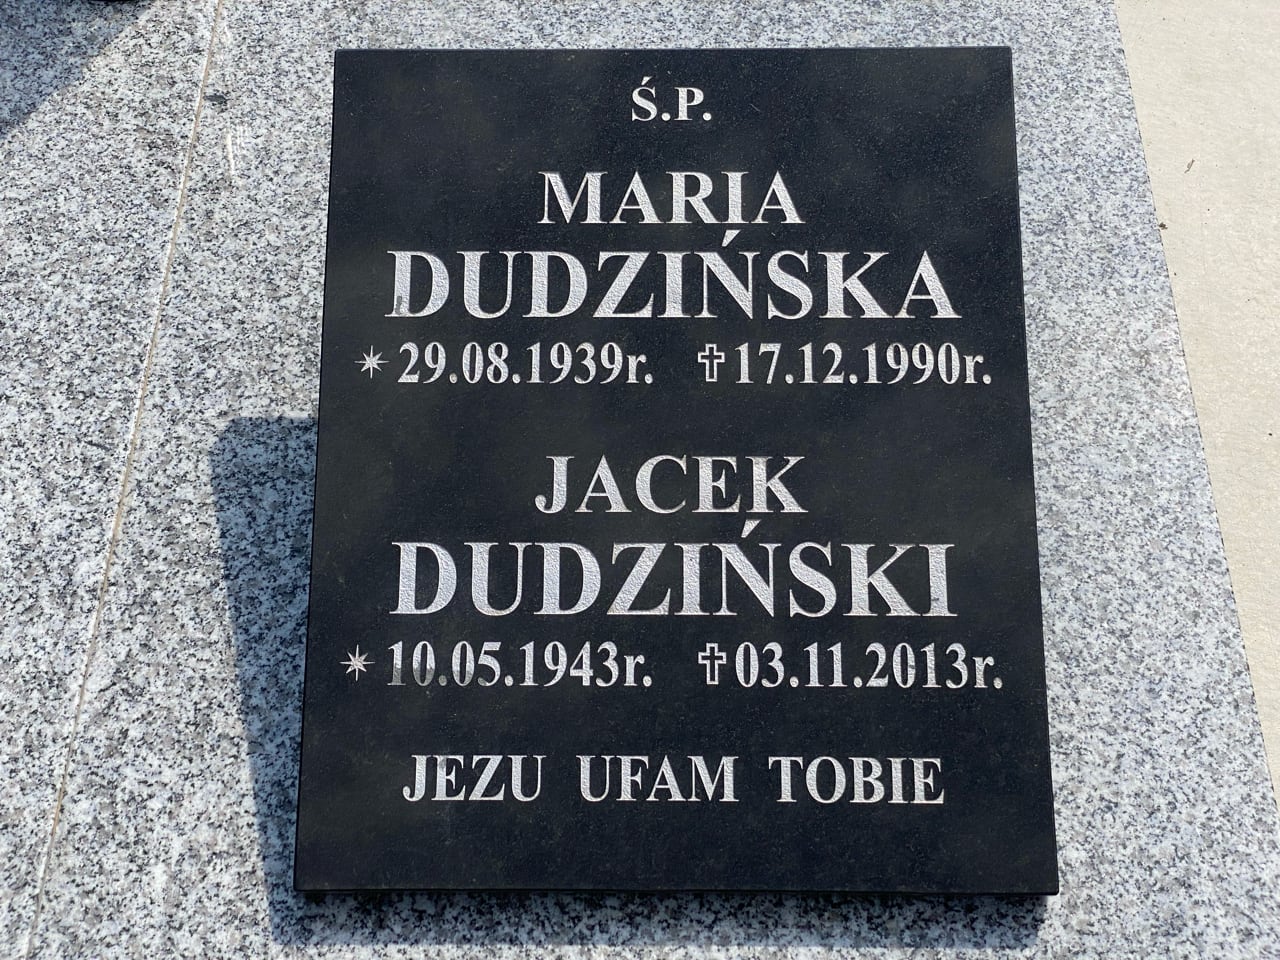 Ś.P.
MARIA
DUDZIŃSKA
* 29.08.1939r. ✝ 17.12.1990r.
JACEK
DUDZIŃSKI
* 10.05.1943r. ✝ 03.11.2013r.
JEZU UFAM TOBIE